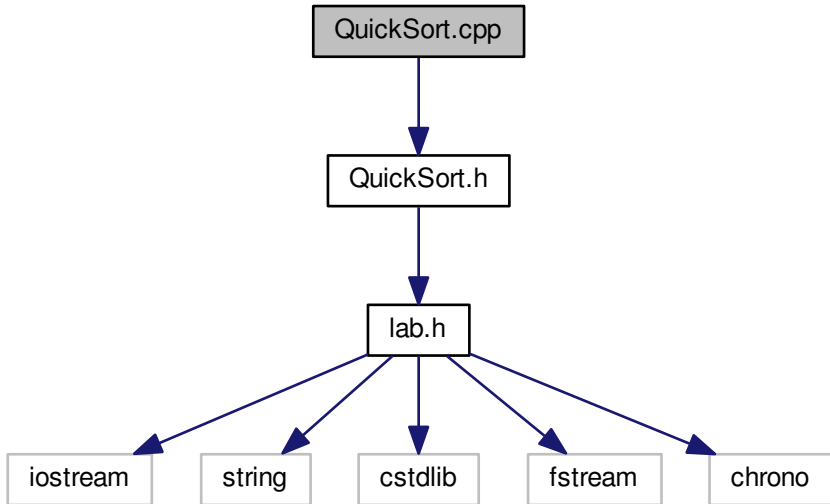 QuickSort.cpp
QuickSort.h
lab.h
iostream string cstdlib fstream chrono